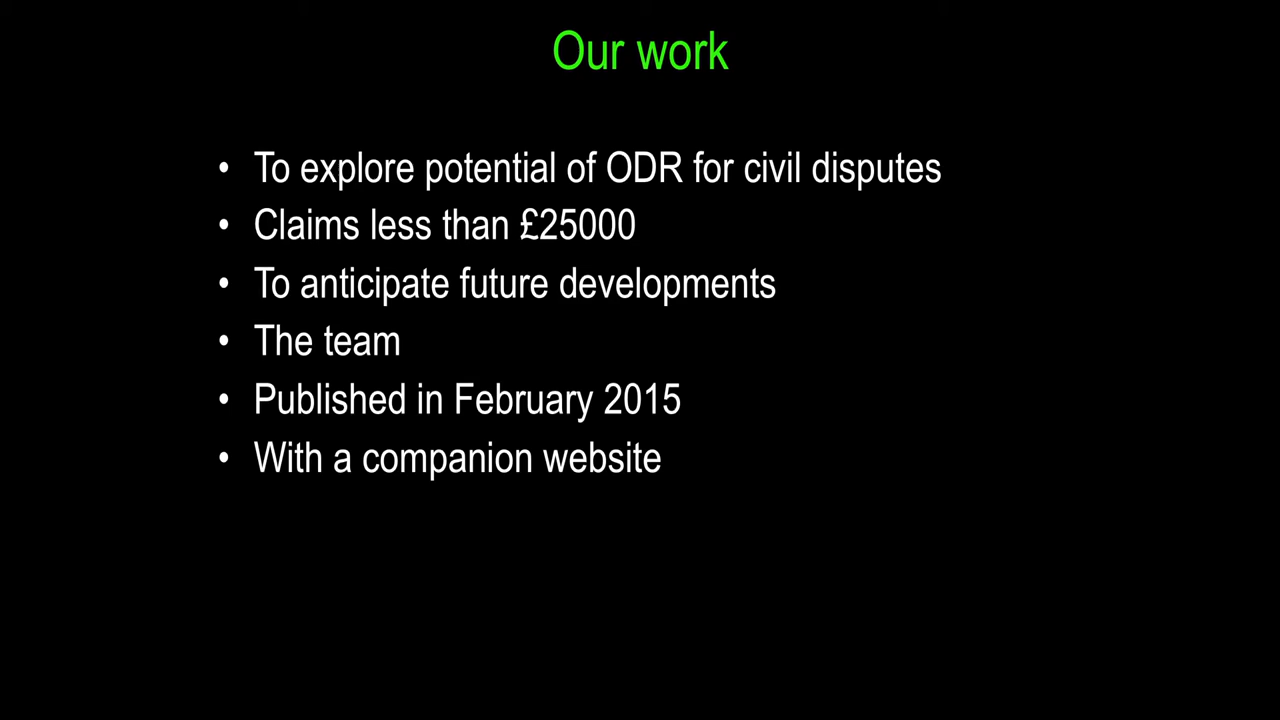 Our work
• To explore potential of ODR for civil disputes
• Claims less than £25000
• To anticipate future developments
• The team
• Published in February 2015
• With a companion website